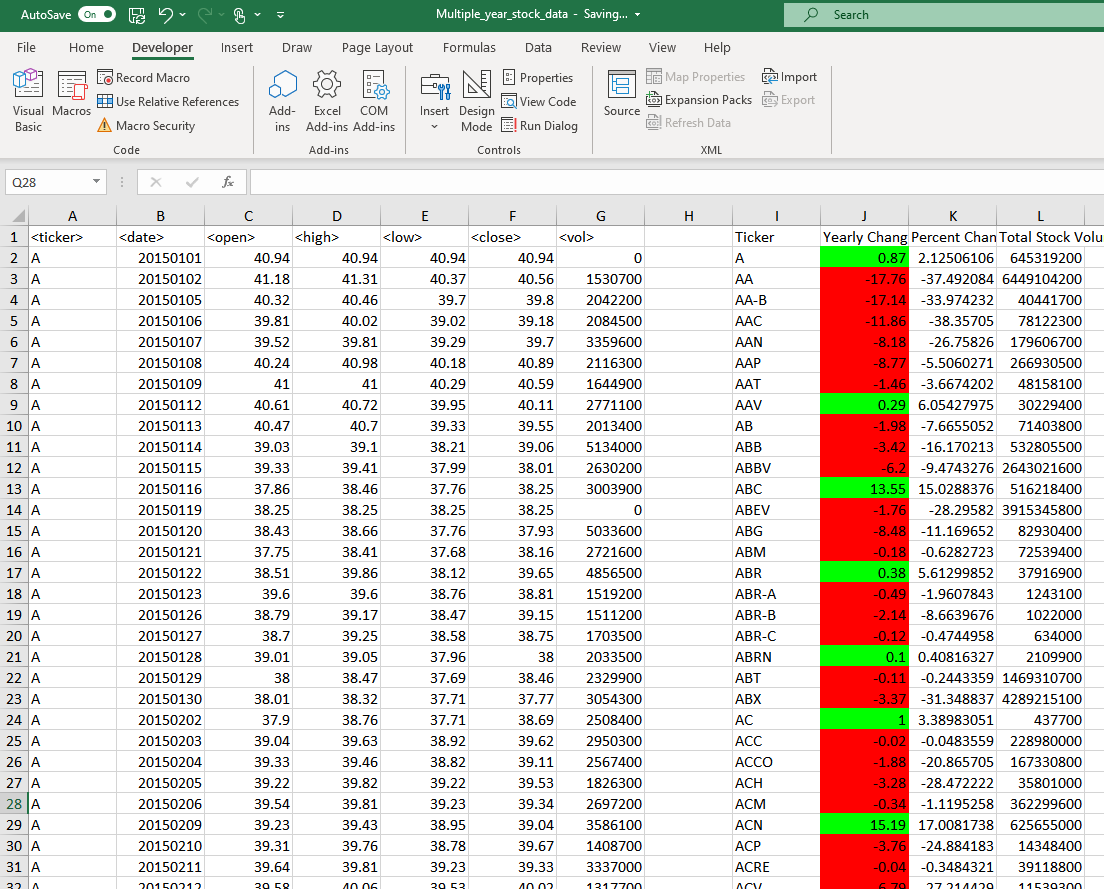 AutoSave On Multiple_year_stock_data - Saving... Search
File Home Developer Insert Draw Page Layout Formulas Data Review View Help
Visual Basic Macros Record Macro Use Relative References Macro Security Code
Add-ins Excel Add-ins COM Add-ins Add-ins
Insert Design Mode Properties View Code Run Dialog Controls
Source Map Properties Expansion Packs Refresh Data Import Export XML
Q28 fx
A B C D E F G H I J K L
1 <ticker> <date> <open> <high> <low> <close> <vol> Ticker Yearly Chang Percent Chan Total Stock Volu
2 A 20150101 40.94 40.94 40.94 40.94 0 A 0.87 2.12506106 645319200
3 A 20150102 41.18 41.31 40.37 40.56 1530700 AA -17.76 -37.492084 6449104200
4 A 20150105 40.32 40.46 39.7 39.8 2042200 AA-B -17.14 -33.974232 40441700
5 A 20150106 39.81 40.02 39.02 39.18 2084500 AAC -11.86 -38.35705 78122300
6 A 20150107 39.52 39.81 39.29 39.7 3359600 AAN -8.18 -26.75826 179606700
7 A 20150108 40.24 40.98 40.18 40.89 2116300 AAP -8.77 -5.5060271 266930500
8 A 20150109 41 41 40.29 40.59 1644900 AAT -1.46 -3.6674202 48158100
9 A 20150112 40.61 40.72 39.95 40.11 2771100 AAV 0.29 6.05427975 30229400
10 A 20150113 40.47 40.7 39.33 39.55 2013400 AB -1.98 -7.6655052 71403800
11 A 20150114 39.03 39.1 38.21 39.06 5134000 ABB -3.42 -16.170213 532805500
12 A 20150115 39.33 39.41 37.99 38.01 2630200 ABBV -6.2 -9.4743276 2643021600
13 A 20150116 37.86 38.46 37.76 38.25 3003900 ABC 13.55 15.0288376 516218400
14 A 20150119 38.25 38.25 38.25 38.25 0 ABEV -1.76 -28.29582 3915345800
15 A 20150120 38.43 38.66 37.76 37.93 5033600 ABG -8.48 -11.169652 82930400
16 A 20150121 37.75 38.41 37.68 38.16 2721600 ABM -0.18 -0.6282723 72539400
17 A 20150122 38.51 39.86 38.12 39.65 4856500 ABR 0.38 5.61299852 37916900
18 A 20150123 39.6 39.6 38.76 38.81 1519200 ABR-A -0.49 -1.9607843 1243100
19 A 20150126 38.79 39.17 38.47 39.15 1511200 ABR-B -2.14 -8.6639676 1022000
20 A 20150127 38.7 39.25 38.58 38.75 1703500 ABR-C -0.12 -0.4744958 634000
21 A 20150128 39.01 39.05 37.96 38 2033500 ABRN 0.1 0.40816327 2109900
22 A 20150129 38 38.47 37.69 38.46 2329900 ABT -0.11 -0.2443359 1469310700
23 A 20150130 38.01 38.32 37.71 37.77 3054300 ABX -3.37 -31.348837 4289215100
24 A 20150202 37.9 38.76 37.71 38.69 2508400 AC 1 3.38983051 437700
25 A 20150203 39.04 39.63 38.92 39.62 2950300 ACC -0.02 -0.0483559 228980000
26 A 20150204 39.33 39.46 38.82 39.11 2567400 ACCO -1.88 -20.865705 167330800
27 A 20150205 39.22 39.82 39.22 39.53 1826300 ACH -3.28 -28.472222 35801000
28 A 20150206 39.54 39.81 39.23 39.34 2697200 ACM -0.34 -1.1195258 362299600
29 A 20150209 39.23 39.43 38.95 39.04 3586100 ACN 15.19 17.0081738 625655000
30 A 20150210 39.31 39.76 38.78 39.67 1408700 ACP -3.76 -24.884183 14348400
31 A 20150211 39.64 39.81 39.23 39.33 3337000 ACRE -0.04 -0.3484321 39118800
32 A 20150212 39.58 40.06 39.53 40.02 1317700 ACV -6.79 -27.214429 11539300